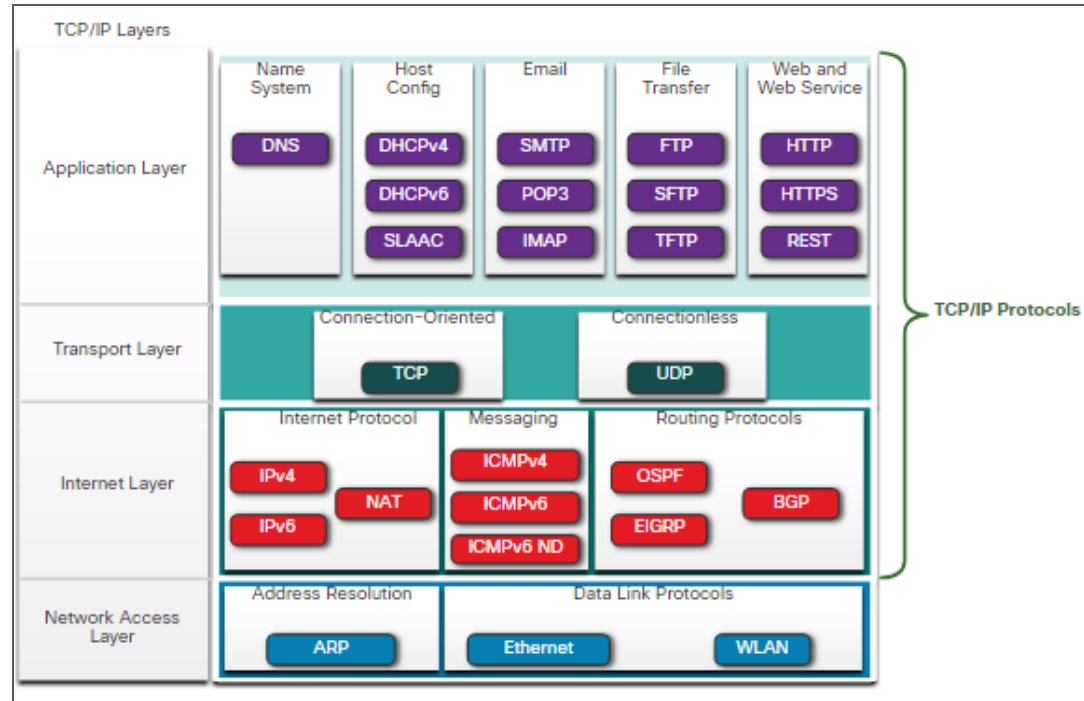 TCP/IP Layers
Application Layer
Name
System
DNS
Host
Config
DHCPv4
DHCPv6
SLAAC
Email
SMTP
POP3
IMAP
File
Transfer
FTP
SFTP
TFTP
Web and
Web Service
HTTP
HTTPS
REST
Transport Layer
Connection-Oriented
TCP
Connectionless
UDP
Internet Layer
Internet Protocol
IPv4
IPv6
NAT
Messaging
ICMPv4
ICMPv6
ICMPv6 ND
Routing Protocols
OSPF
EIGRP
BGP
Network Access
Layer
Address Resolution
ARP
Data Link Protocols
Ethernet
WLAN
TCP/IP Protocols